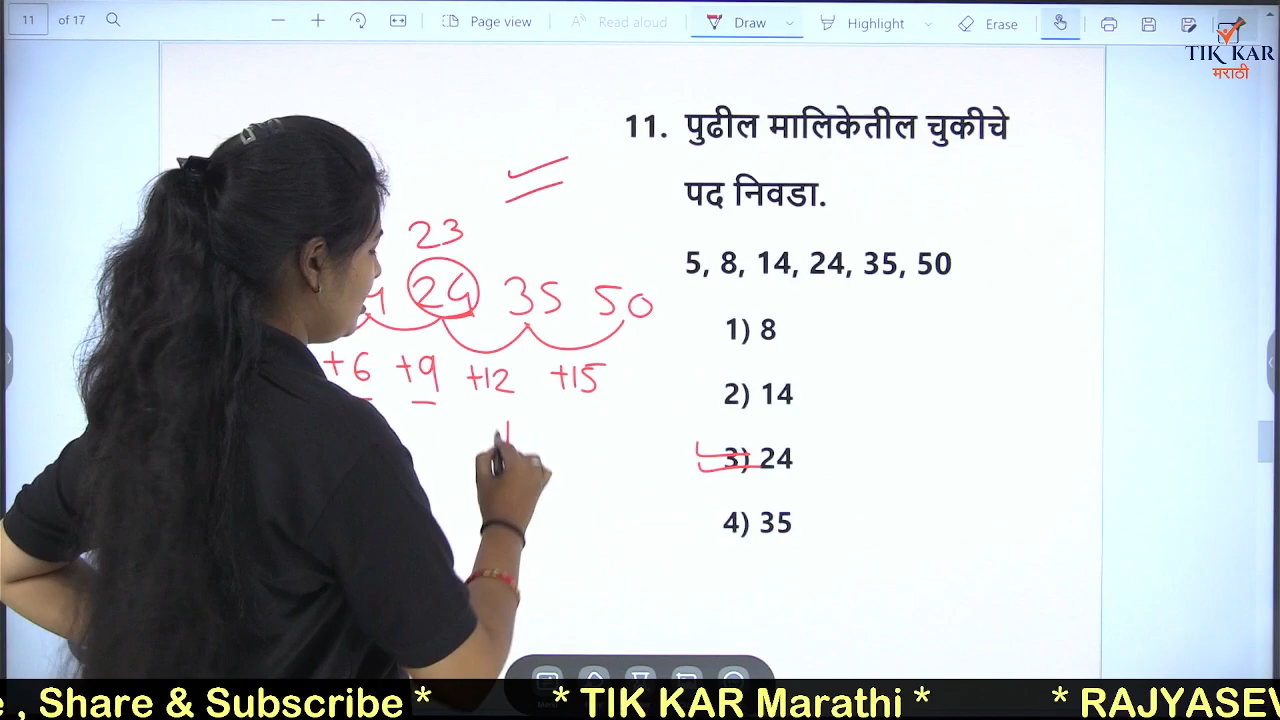 11 of 17
Page view
Read aloud
Draw
Highlight
Erase
TIK KAR
मराठी
11. पुढील मालिकेतील चुकीचे
पद निवडा.
5, 8, 14, 24, 35, 50
1) 8
2) 14
3) 24
4) 35
23
24 35 50
+6 +9 +12 +15
, Share & Subscribe * * TIK KAR Marathi * * RAJYASEV